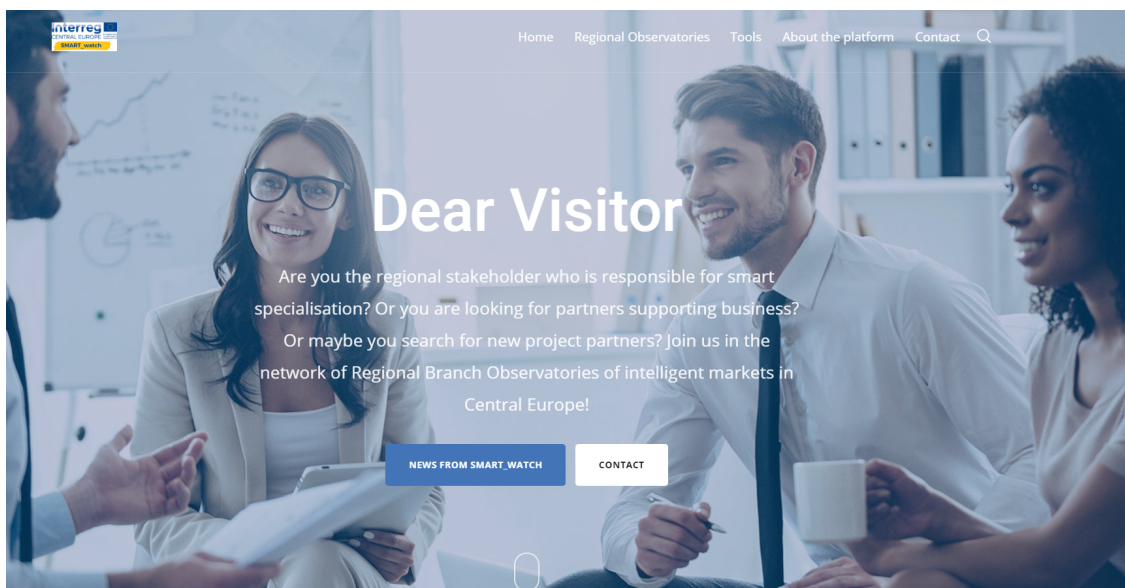 Interreg
CENTRAL EUROPE
SMART_watch
Home Regional Observatories Tools About the platform Contact
Dear Visitor
Are you the regional stakeholder who is responsible for smart
specialisation? Or you are looking for partners supporting business?
Or maybe you search for new project partners? Join us in the
network of Regional Branch Observatories of intelligent markets in
Central Europe!
NEWS FROM SMART_WATCH CONTACT